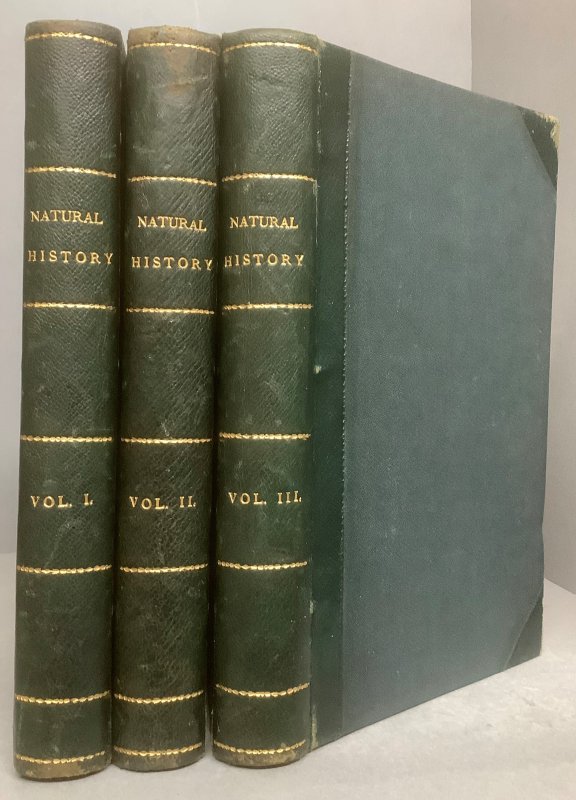 NATURAL
HISTORY
VOL. I.
NATURAL
HISTORY
VOL. II.
NATURAL
HISTORY
VOL. III.